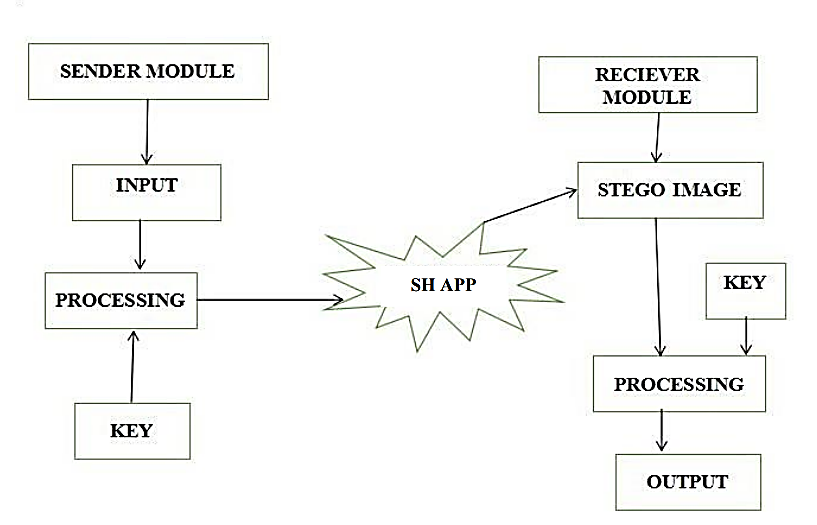 SENDER MODULE
INPUT
PROCESSING
KEY
SH APP
RECIEVER
MODULE
STEGO IMAGE
KEY
PROCESSING
OUTPUT